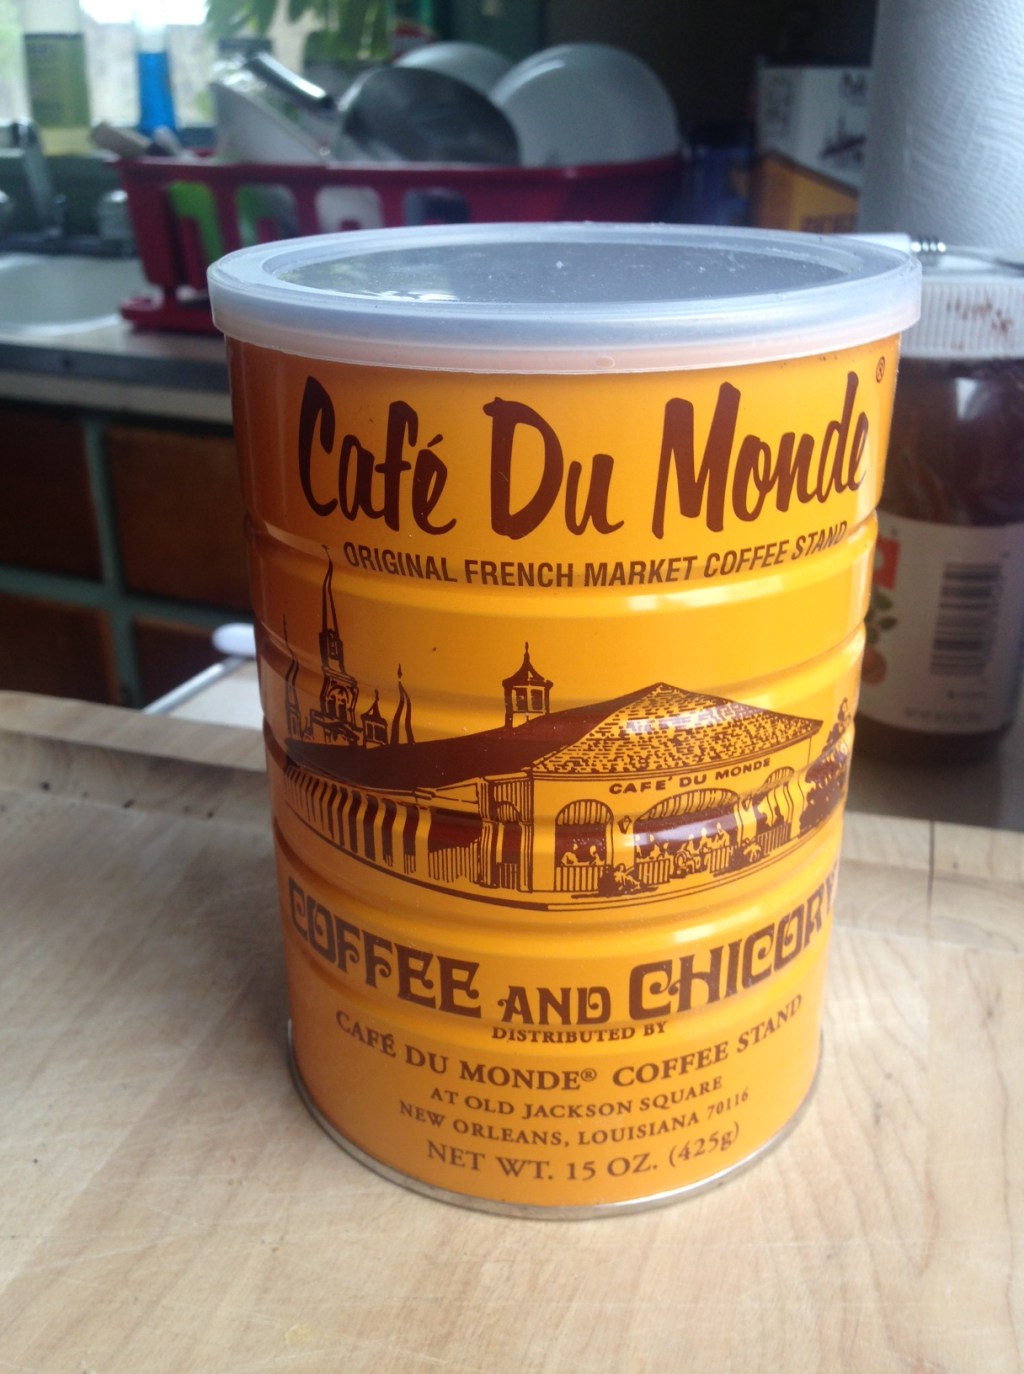 Café Du Monde ®
ORIGINAL FRENCH MARKET COFFEE STAND
CAFE DU MONDE
COFFEE AND CHICORY
DISTRIBUTED BY
CAFÉ DU MONDE® COFFEE STAND
AT OLD JACKSON SQUARE
NEW ORLEANS, LOUISIANA 70116
NET WT. 15 OZ. (425g)